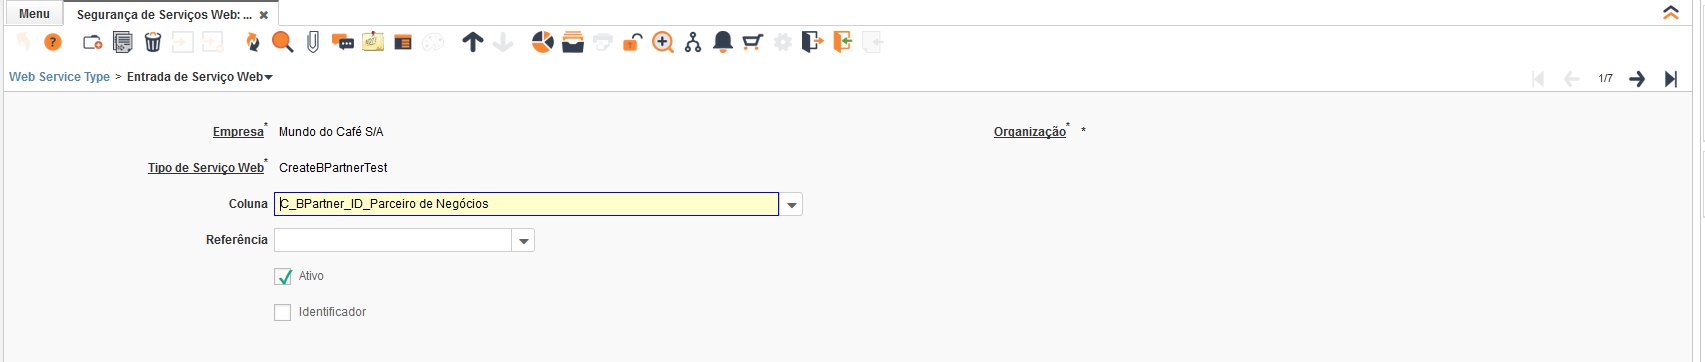 Menu
Segurança de Serviços Web: ...
Web Service Type > Entrada de Serviço Web
1/7
Empresa* Mundo do Café S/A
Organização* *
Tipo de Serviço Web* CreateBPartnerTest
Coluna C_BPartner_ID_Parceiro de Negócios
Referência
Ativo
Identificador